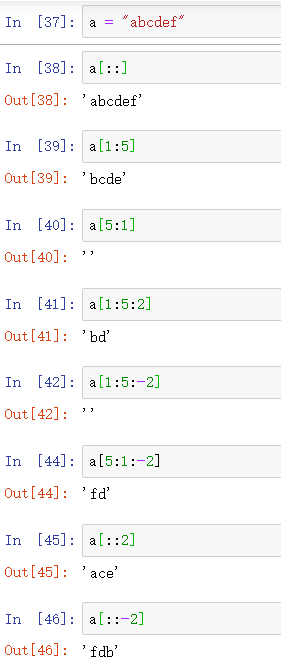 In [37]: a = "abcdef"
In [38]: a[::]
Out[38]: 'abcdef'
In [39]: a[1:5]
Out[39]: 'bcde'
In [40]: a[5:1]
Out[40]: ''
In [41]: a[1:5:2]
Out[41]: 'bd'
In [42]: a[1:5:-2]
Out[42]: ''
In [44]: a[5:1:-2]
Out[44]: 'fd'
In [45]: a[::2]
Out[45]: 'ace'
In [46]: a[::-2]
Out[46]: 'fdb'